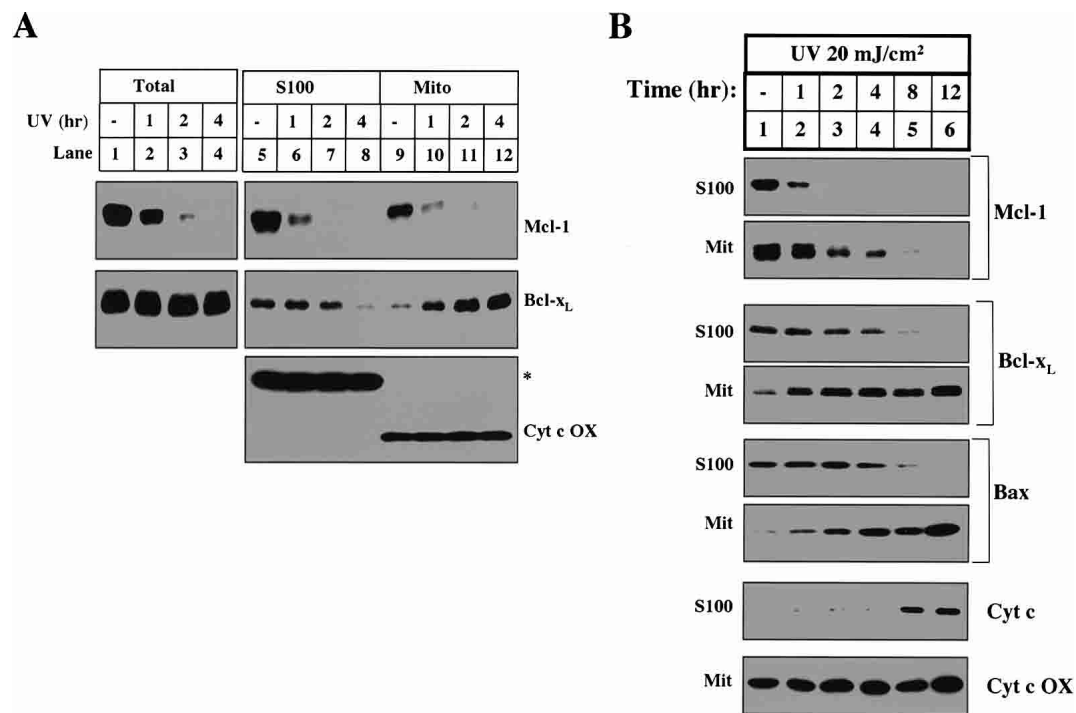 A
Total S100 Mito
UV (hr) - 1 2 4 - 1 2 4 - 1 2 4
Lane 1 2 3 4 5 6 7 8 9 10 11 12
Mcl-1
Bcl-xL
*
Cyt c OX
B
UV 20 mJ/cm²
Time (hr): - 1 2 4 8 12
1 2 3 4 5 6
S100
Mcl-1
Mit
S100
Bcl-xL
Mit
S100
Bax
Mit
S100 Cyt c
Mit Cyt c OX